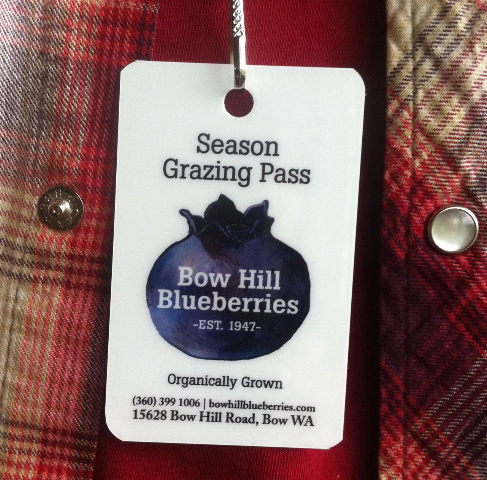 Season
Grazing Pass
Bow Hill
Blueberries
-EST. 1947-
Organically Grown
(360) 399 1006 | bowhillblueberries.com
15628 Bow Hill Road, Bow WA